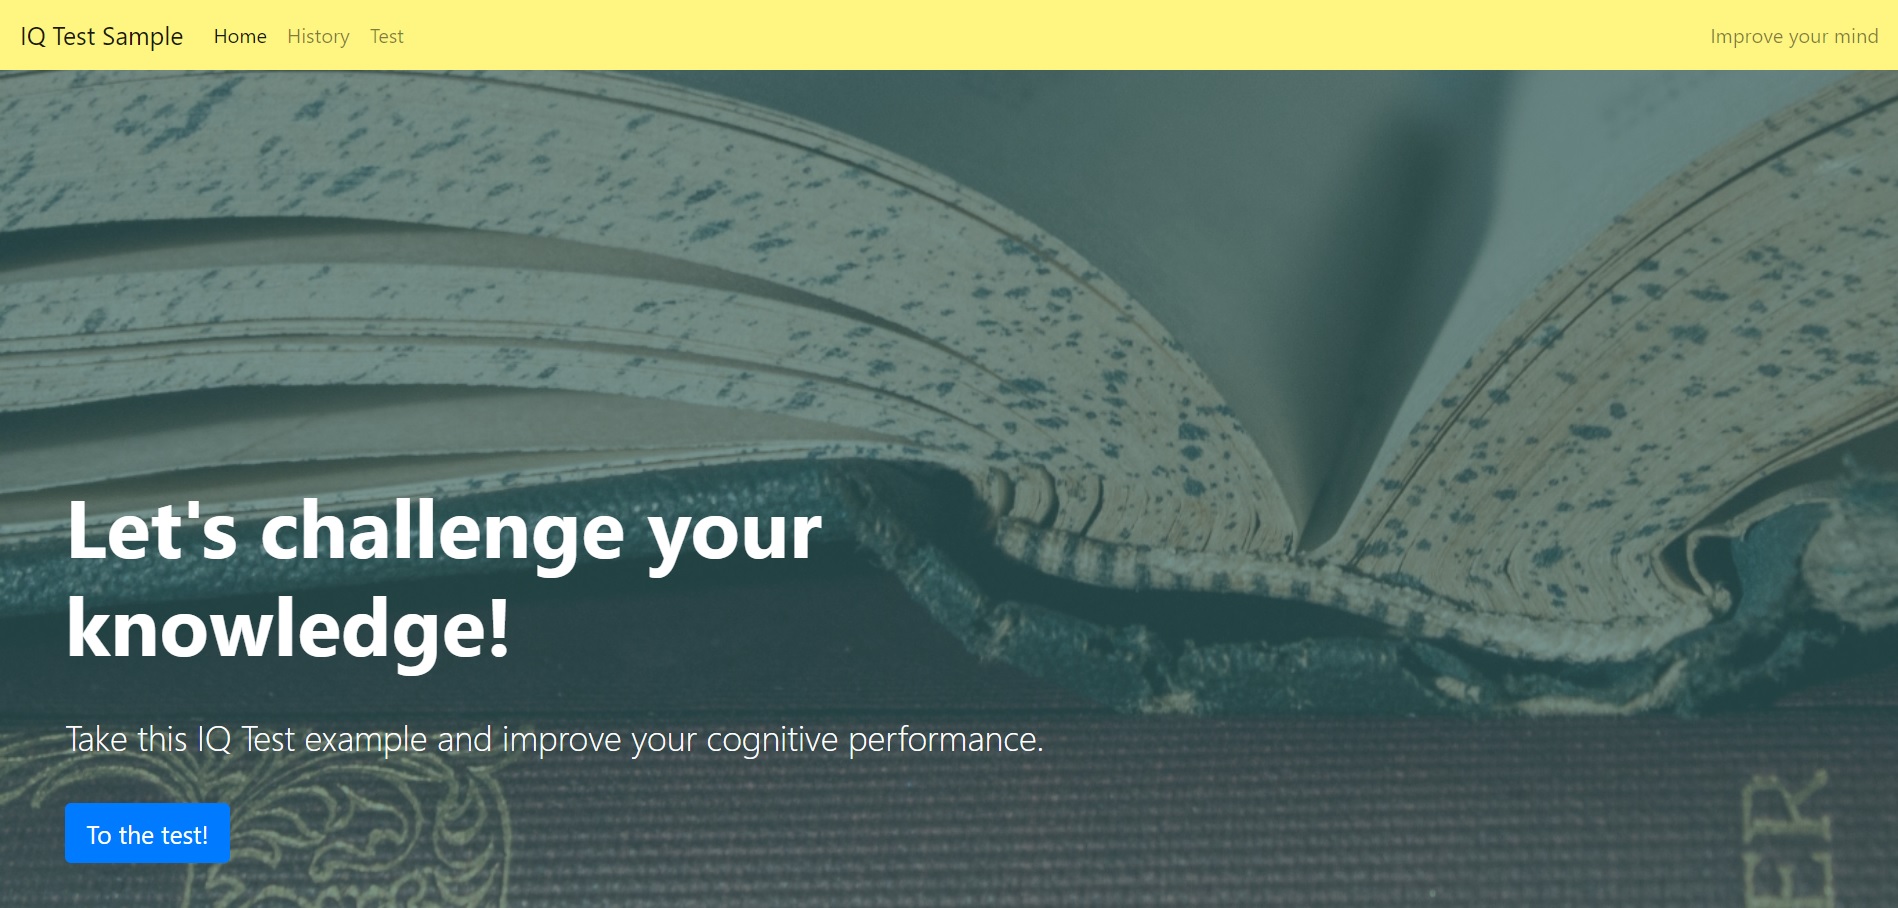 IQ Test Sample Home History Test Improve your mind
Let's challenge your
knowledge!
Take this IQ Test example and improve your cognitive performance.
To the test!
ER